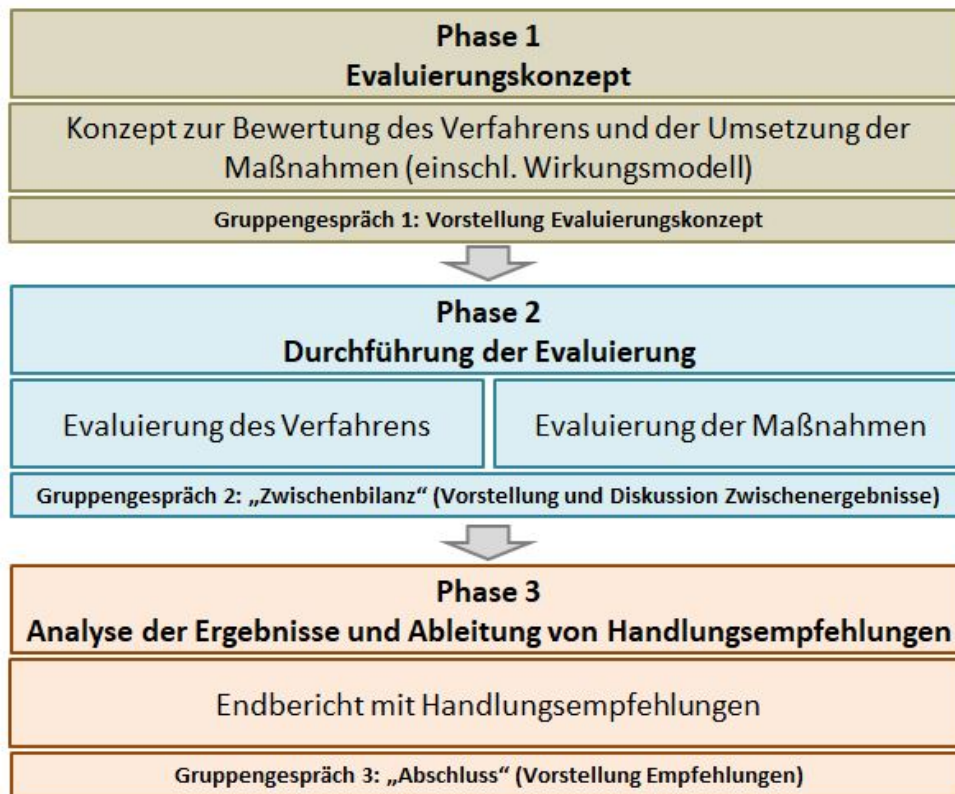 Phase 1
Evaluierungskonzept
Konzept zur Bewertung des Verfahrens und der Umsetzung der
Maßnahmen (einschl. Wirkungsmodell)
Gruppengespräch 1: Vorstellung Evaluierungskonzept
Phase 2
Durchführung der Evaluierung
Evaluierung des Verfahrens
Evaluierung der Maßnahmen
Gruppengespräch 2: „Zwischenbilanz“ (Vorstellung und Diskussion Zwischenergebnisse)
Phase 3
Analyse der Ergebnisse und Ableitung von Handlungsempfehlungen
Endbericht mit Handlungsempfehlungen
Gruppengespräch 3: „Abschluss“ (Vorstellung Empfehlungen)